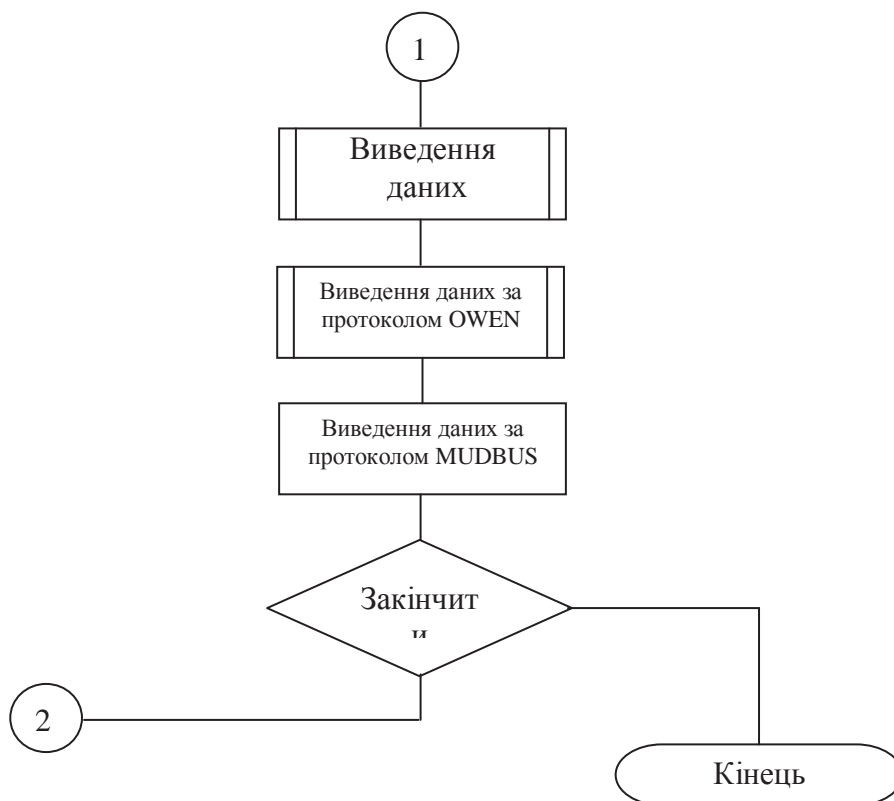 1
Виведення
даних
Виведення даних за
протоколом OWEN
Виведення даних за
протоколом MUDBUS
Закінчит
и
2
Кінець